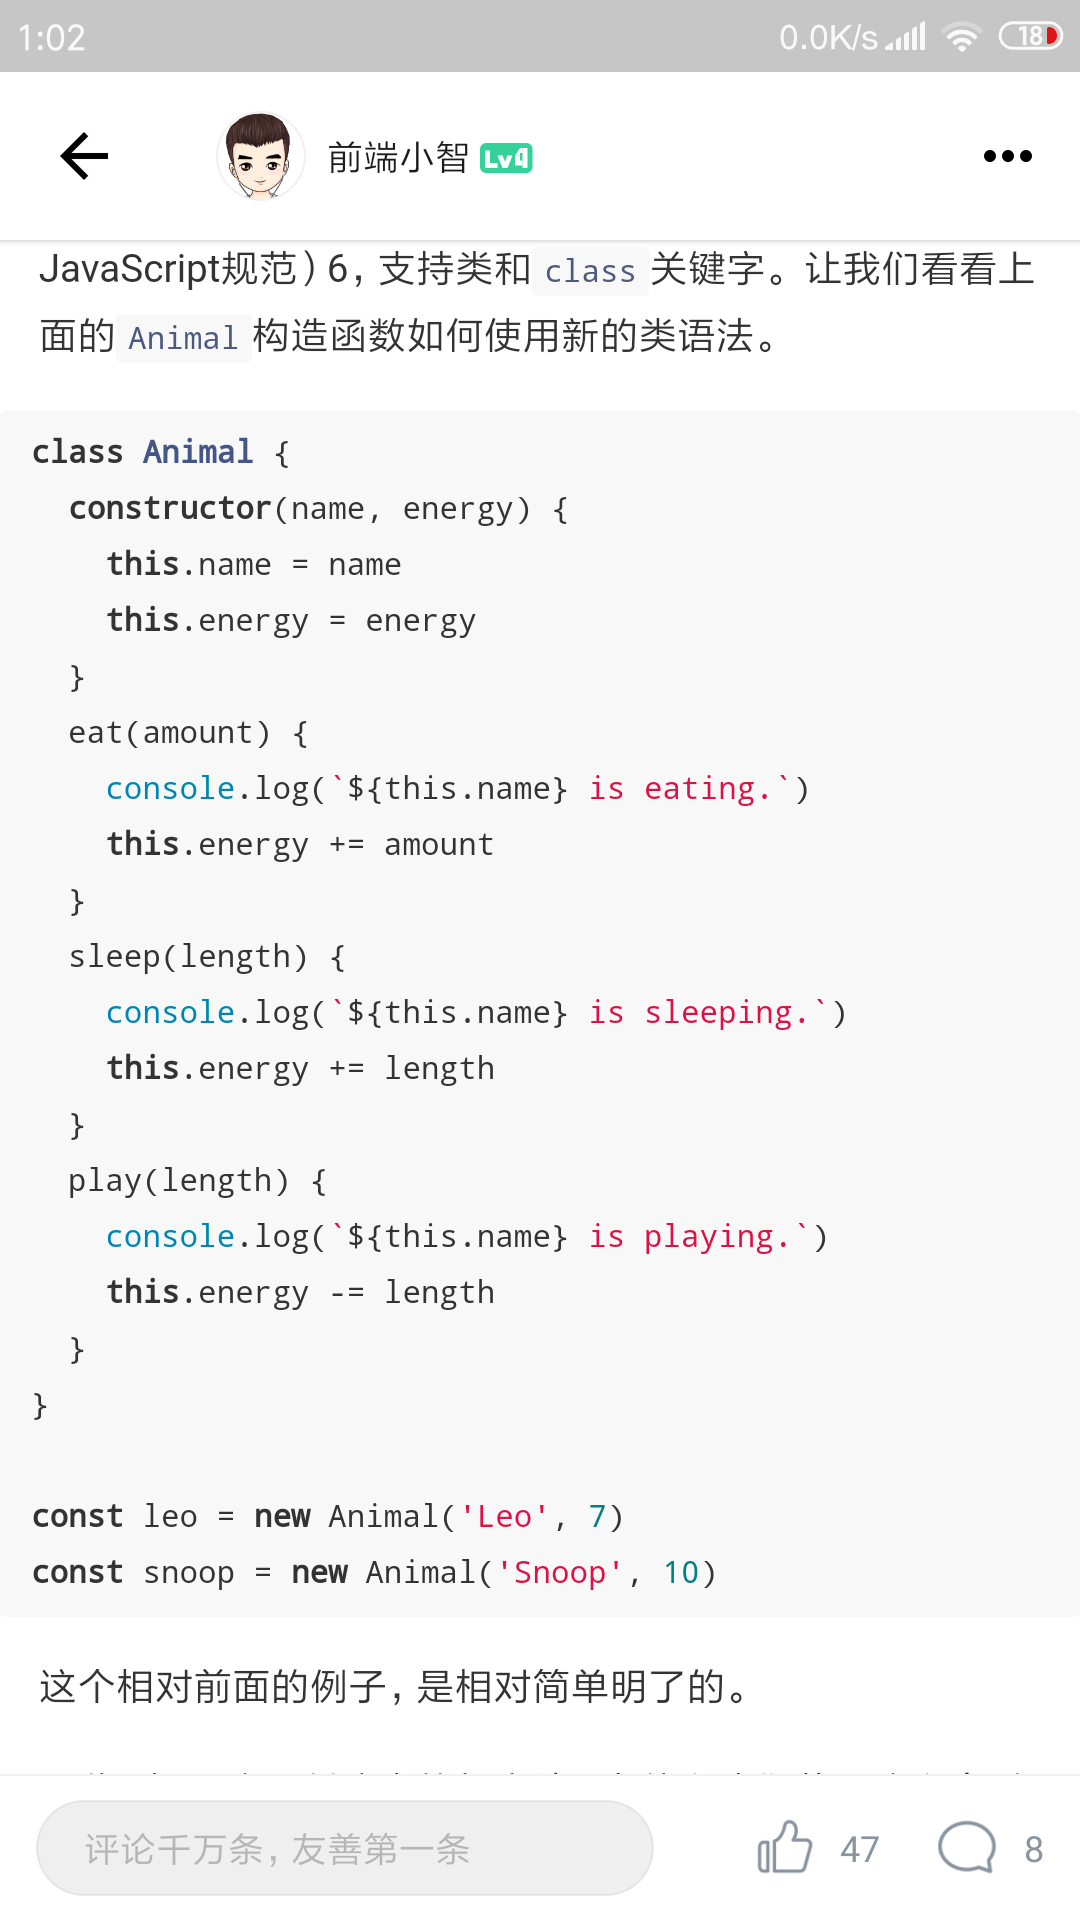 1:02
0.0K/s
18
前端小智 Lv4
JavaScript规范）6，支持类和 class 关键字。让我们看看上
面的 Animal 构造函数如何使用新的类语法。
class Animal {
  constructor(name, energy) {
    this.name = name
    this.energy = energy
  }
  eat(amount) {
    console.log(`${this.name} is eating.`)
    this.energy += amount
  }
  sleep(length) {
    console.log(`${this.name} is sleeping.`)
    this.energy += length
  }
  play(length) {
    console.log(`${this.name} is playing.`)
    this.energy -= length
  }
}
const leo = new Animal('Leo', 7)
const snoop = new Animal('Snoop', 10)
这个相对前面的例子，是相对简单明了的。
评论千万条，友善第一条
47
8